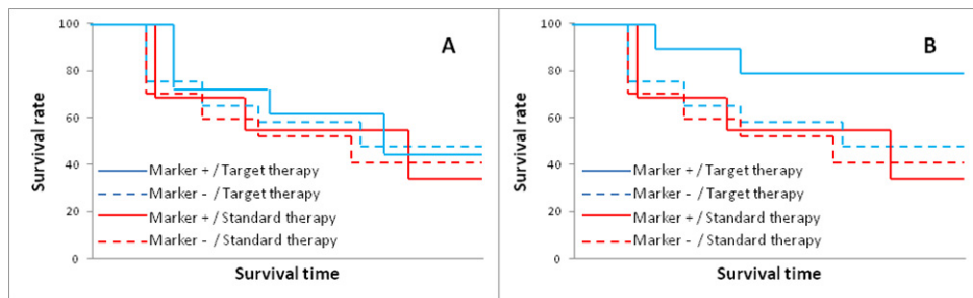 100
80
60
40
20
0
Survival rate
A
Marker + / Target therapy
Marker - / Target therapy
Marker + / Standard therapy
Marker - / Standard therapy
Survival time
100
80
60
40
20
0
Survival rate
B
Marker + / Target therapy
Marker - / Target therapy
Marker + / Standard therapy
Marker - / Standard therapy
Survival time